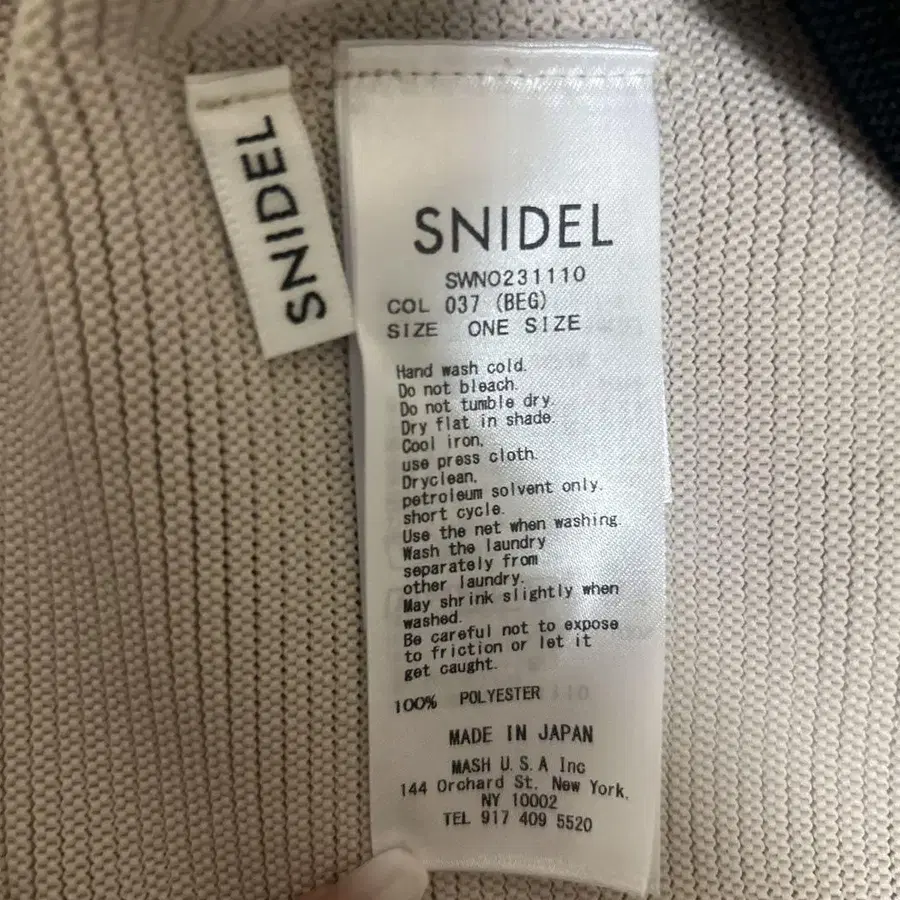 SNIDEL
SNIDEL
SWNO231110
COL 037 (BEG)
SIZE ONE SIZE
Hand wash cold.
Do not bleach.
Do not tumble dry.
Dry flat in shade.
Cool iron,
use press cloth.
Dryclean,
petroleum solvent only.
short cycle.
Use the net when washing.
Wash the laundry
separately from
other laundry.
May shrink slightly when
washed.
Be careful not to expose
to friction or let it
get caught.
100% POLYESTER
MADE IN JAPAN
MASH U.S.A Inc
144 Orchard St. New York,
NY 10002
TEL 917 409 5520